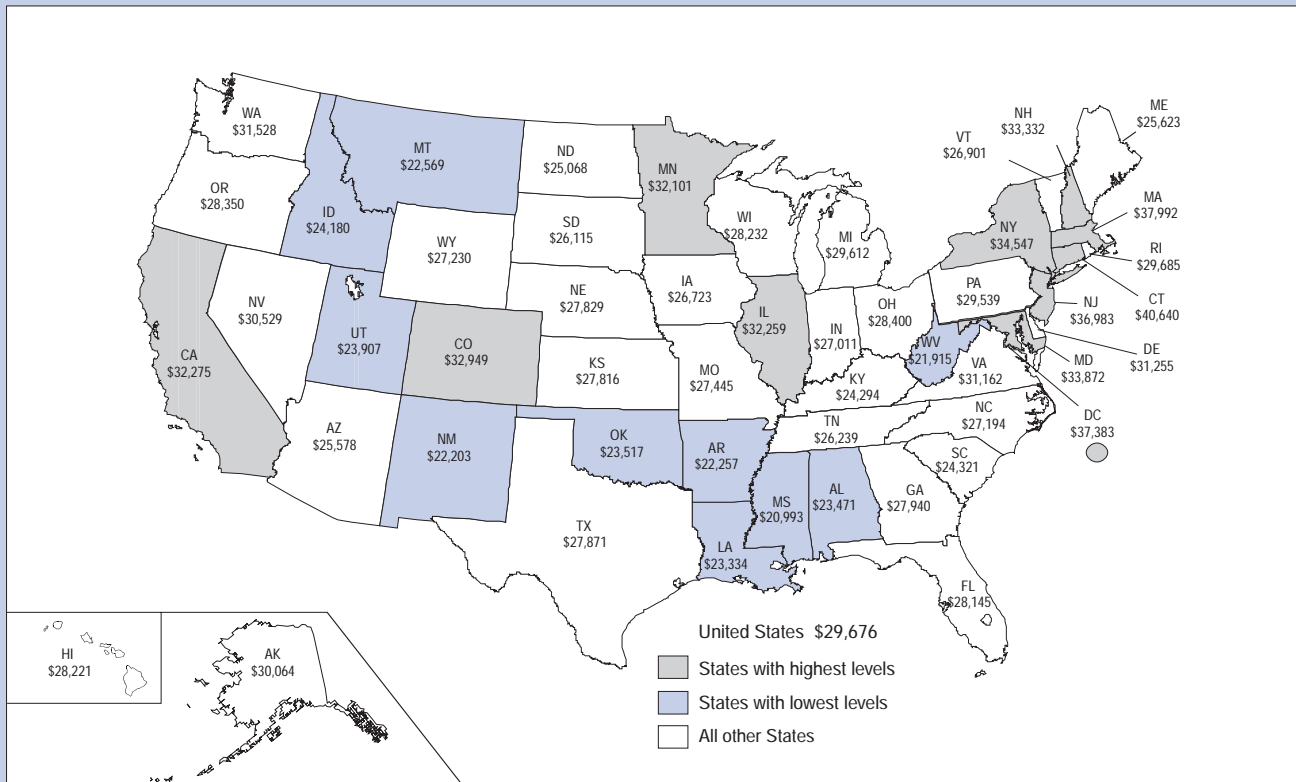 WA
$31,528
OR
$28,350
CA
$32,275
ID
$24,180
NV
$30,529
MT
$22,569
WY
$27,230
UT
$23,907
AZ
$25,578
CO
$32,949
NM
$22,203
ND
$25,068
SD
$26,115
NE
$27,829
KS
$27,816
OK
$23,517
TX
$27,871
MN
$32,101
IA
$26,723
MO
$27,445
AR
$22,257
LA
$23,334
WI
$28,232
IL
$32,259
MI
$29,612
IN
$27,011
OH
$28,400
KY
$24,294
TN
$26,239
MS
$20,993
AL
$23,471
GA
$27,940
FL
$28,145
SC
$24,321
NC
$27,194
VA
$31,162
WV
$21,915
PA
$29,539
NY
$34,547
VT
$26,901
NH
$33,332
ME
$25,623
MA
$37,992
RI
$29,685
CT
$40,640
NJ
$36,983
DE
$31,255
MD
$33,872
DC
$37,383
HI
$28,221
AK
$30,064
United States $29,676
States with highest levels
States with lowest levels
All other States